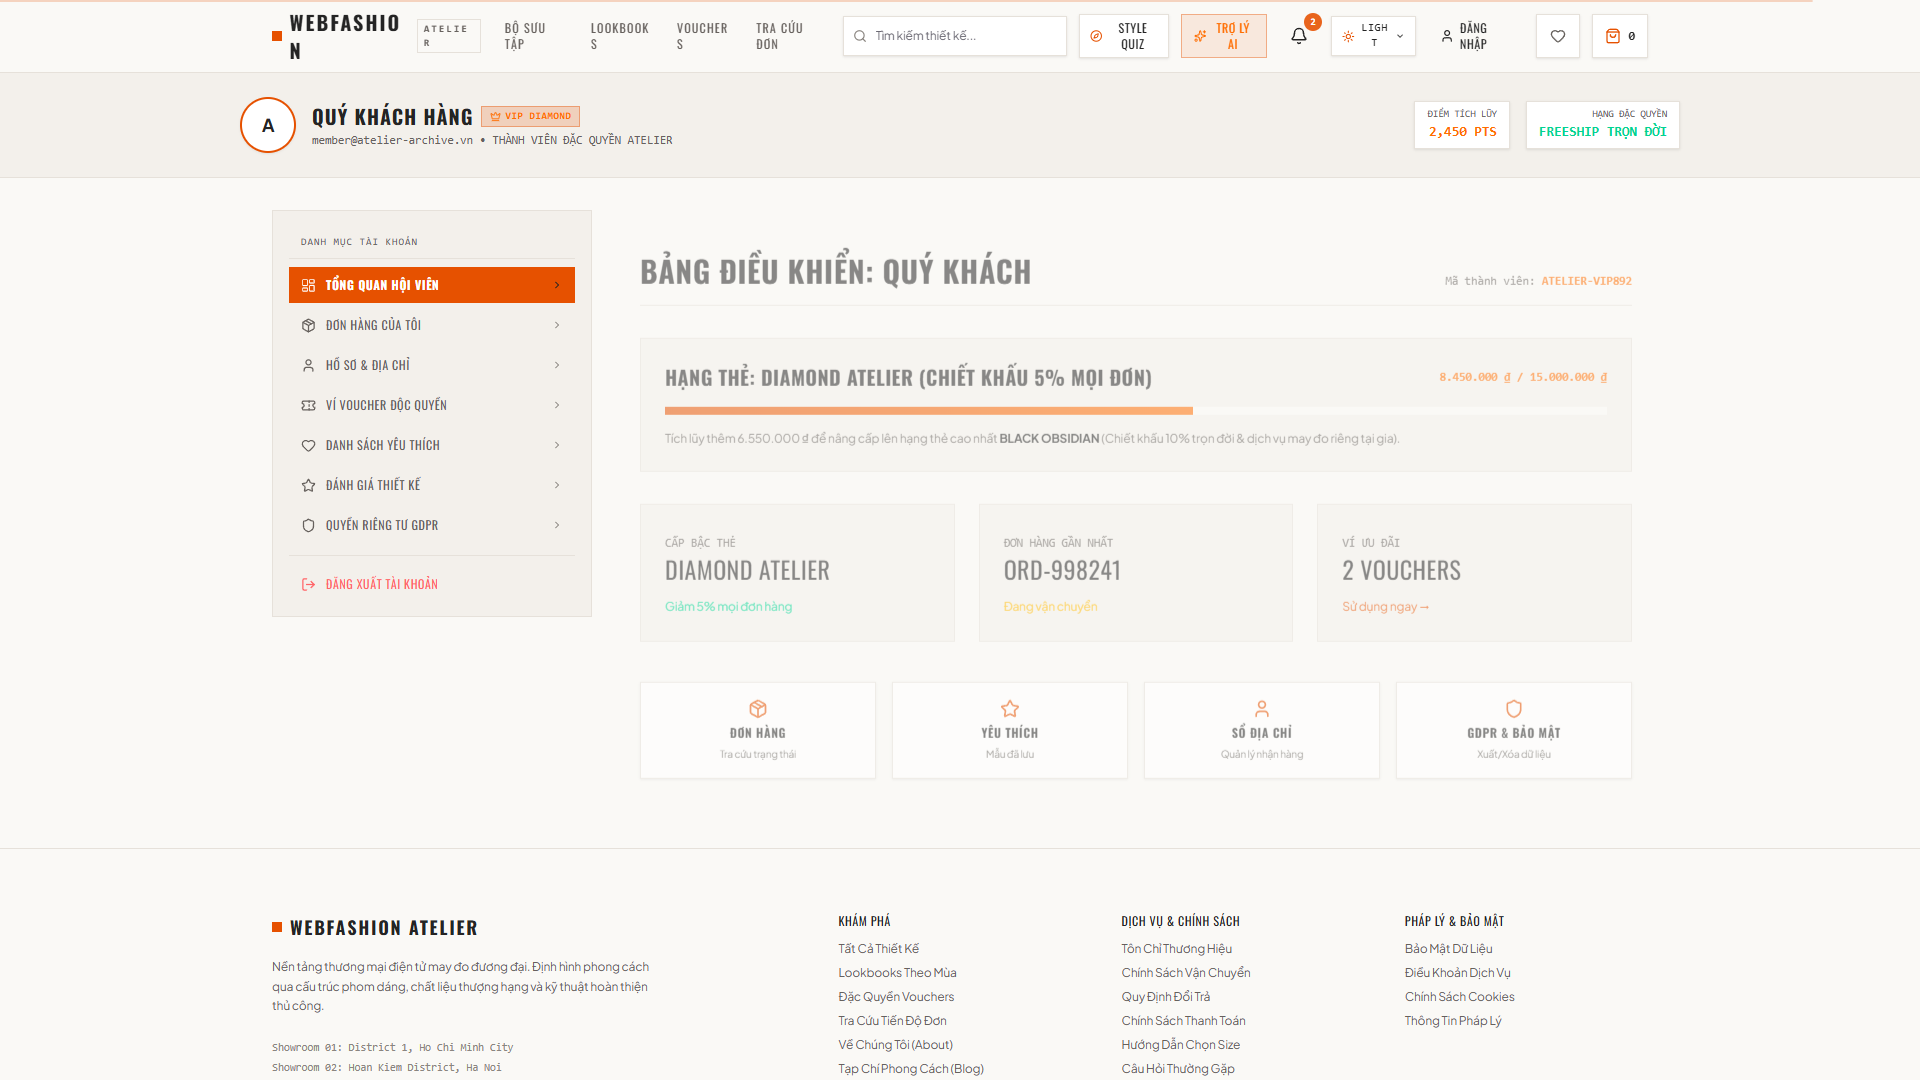 WEBFASHIO
N
ATELIE
R
BỘ SƯU
TẬP
LOOKBOOK
S
VOUCHER
S
TRA CỨU
ĐƠN
Tìm kiếm thiết kế...
STYLE
QUIZ
TRỢ LÝ
AI
2
LIGH
T
ĐĂNG
NHẬP
0
A
QUÝ KHÁCH HÀNG
VIP DIAMOND
member@atelier-archive.vn • THÀNH VIÊN ĐẶC QUYỀN ATELIER
ĐIỂM TÍCH LŨY
2,450 PTS
HẠNG ĐẶC QUYỀN
FREESHIP TRỌN ĐỜI
DANH MỤC TÀI KHOẢN
TỔNG QUAN HỘI VIÊN
ĐƠN HÀNG CỦA TÔI
HỒ SƠ & ĐỊA CHỈ
VÍ VOUCHER ĐỘC QUYỀN
DANH SÁCH YÊU THÍCH
ĐÁNH GIÁ THIẾT KẾ
QUYỀN RIÊNG TƯ GDPR
ĐĂNG XUẤT TÀI KHOẢN
BẢNG ĐIỀU KHIỂN: QUÝ KHÁCH
Mã thành viên: ATELIER-VIP892
HẠNG THẺ: DIAMOND ATELIER (CHIẾT KHẤU 5% MỌI ĐƠN)
8.450.000 ₫ / 15.000.000 ₫
Tích lũy thêm 6.550.000 ₫ để nâng cấp lên hạng thẻ cao nhất BLACK OBSIDIAN (Chiết khấu 10% trọn đời & dịch vụ may đo riêng tại gia).
CẤP BẬC THẺ
DIAMOND ATELIER
Giảm 5% mọi đơn hàng
ĐƠN HÀNG GẦN NHẤT
ORD-998241
Đang vận chuyển
VÍ ƯU ĐÃI
2 VOUCHERS
Sử dụng ngay →
ĐƠN HÀNG
Tra cứu trạng thái
YÊU THÍCH
Mẫu đã lưu
SỔ ĐỊA CHỈ
Quản lý nhận hàng
GDPR & BẢO MẬT
Xuất/Xóa dữ liệu
WEBFASHION ATELIER
Nền tảng thương mại điện tử may đo đương đại. Định hình phong cách
qua cấu trúc phom dáng, chất liệu thượng hạng và kỹ thuật hoàn thiện
thủ công.
Showroom 01: District 1, Ho Chi Minh City
Showroom 02: Hoan Kiem District, Ha Noi
KHÁM PHÁ
Tất Cả Thiết Kế
Lookbooks Theo Mùa
Đặc Quyền Vouchers
Tra Cứu Tiến Độ Đơn
Về Chúng Tôi (About)
Tạp Chí Phong Cách (Blog)
DỊCH VỤ & CHÍNH SÁCH
Tôn Chỉ Thương Hiệu
Chính Sách Vận Chuyển
Quy Định Đổi Trả
Chính Sách Thanh Toán
Hướng Dẫn Chọn Size
Câu Hỏi Thường Gặp
PHÁP LÝ & BẢO MẬT
Bảo Mật Dữ Liệu
Điều Khoản Dịch Vụ
Chính Sách Cookies
Thông Tin Pháp Lý